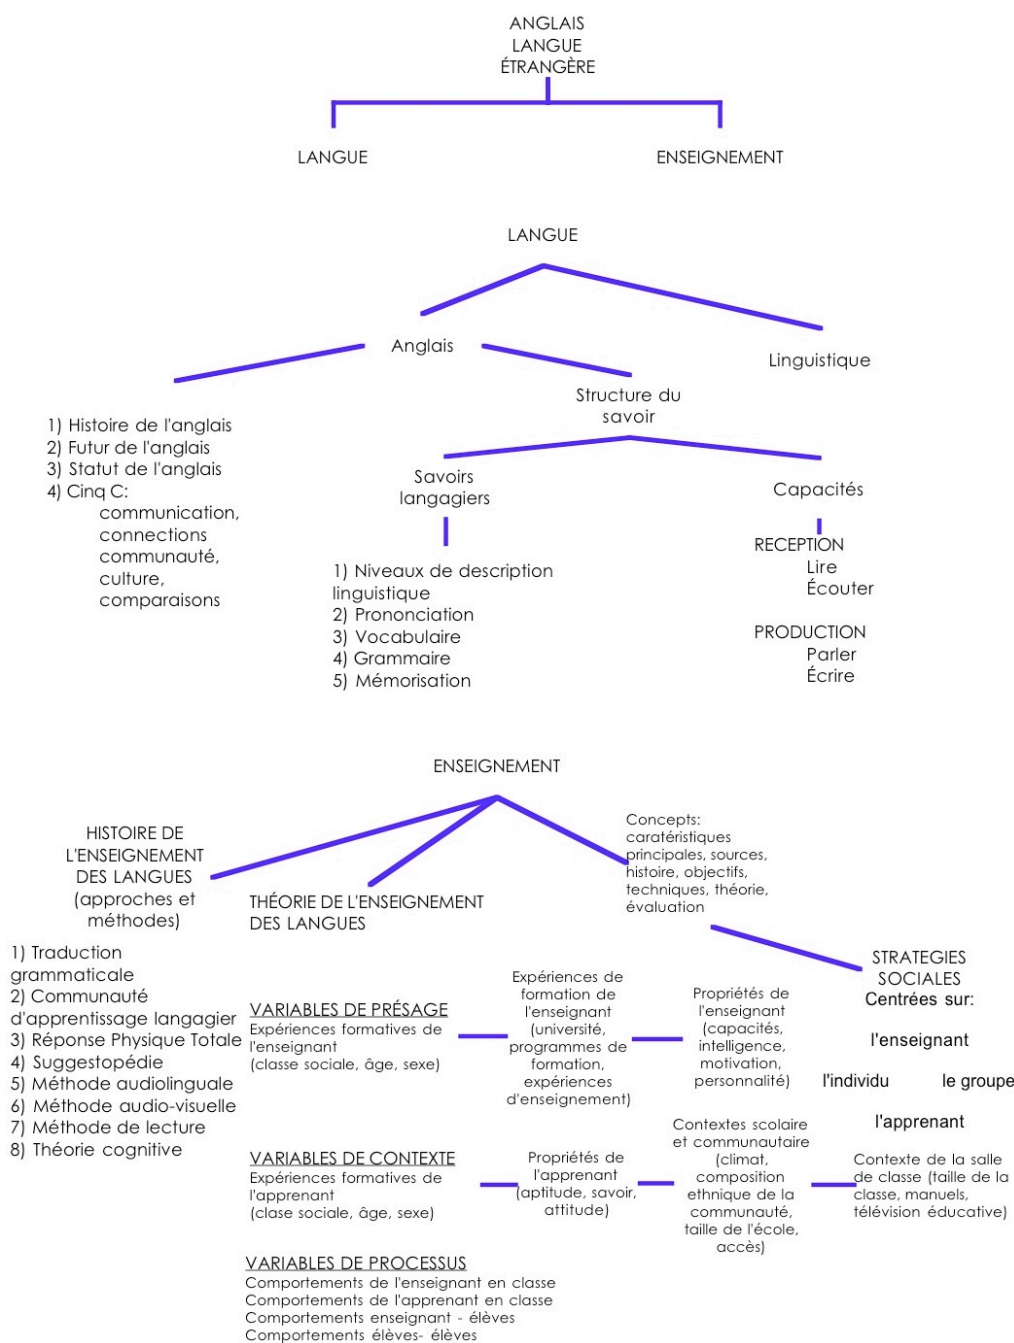 ANGLAIS
LANGUE
ÉTRANGÈRE
LANGUE
ENSEIGNEMENT
LANGUE
Anglais
Linguistique
1) Histoire de l'anglais
2) Futur de l'anglais
3) Statut de l'anglais
4) Cinq C:
communication,
connections
communauté,
culture,
comparaisons
Structure du
savoir
Savoirs
langagiers
Capacités
1) Niveaux de description
linguistique
2) Prononciation
3) Vocabulaire
4) Grammaire
5) Mémorisation
RECEPTION
Lire
Écouter
PRODUCTION
Parler
Écrire
ENSEIGNEMENT
HISTOIRE DE
L'ENSEIGNEMENT
DES LANGUES
(approches et
méthodes)
1) Traduction
grammaticale
2) Communauté
d'apprentissage langagier
3) Réponse Physique Totale
4) Suggestopédie
5) Méthode audiolinguale
6) Méthode audio-visuelle
7) Méthode de lecture
8) Théorie cognitive
THÉORIE DE L'ENSEIGNEMENT
DES LANGUES
Concepts:
caratéristiques
principales, sources,
histoire, objectifs,
techniques, théorie,
évaluation
STRATEGIES
SOCIALES
Centrées sur:
l'enseignant
l'individu le groupe
l'apprenant
VARIABLES DE PRÉSAGE
Expériences formatives de
l'enseignant
(classe sociale, âge, sexe)
Expériences de
formation de
l'enseignant
(université,
programmes de
formation,
expériences
d'enseignement)
Propriétés de
l'enseignant
(capacités,
intelligence,
motivation,
personnalité)
VARIABLES DE CONTEXTE
Expériences formatives de
l'apprenant
(clase sociale, âge, sexe)
Propriétés de
l'apprenant
(aptitude, savoir,
attitude)
Contextes scolaire
et communautaire
(climat,
composition
ethnique de la
communauté,
taille de l'école,
accès)
Contexte de la salle
de classe (taille de la
classe, manuels,
télévision éducative)
VARIABLES DE PROCESSUS
Comportements de l'enseignant en classe
Comportements de l'apprenant en classe
Comportements enseignant - élèves
Comportements élèves- élèves